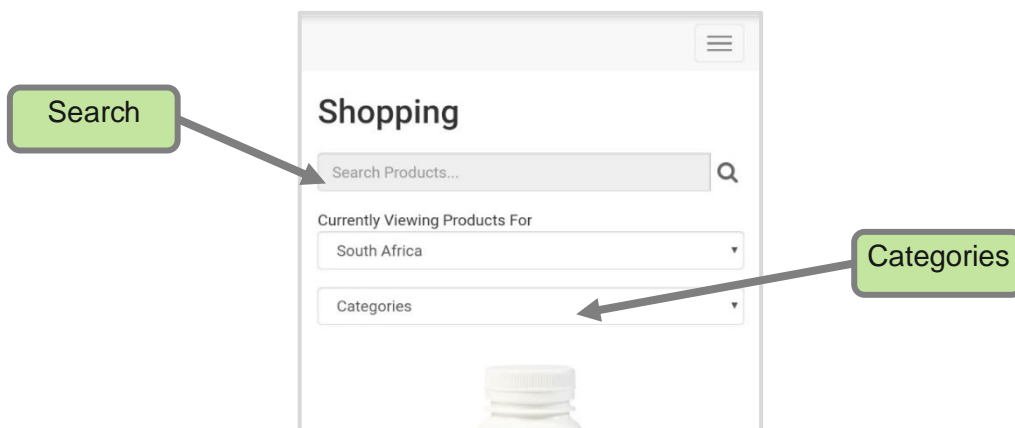 Shopping
Search
Search Products...
Currently Viewing Products For
South Africa
Categories
Categories